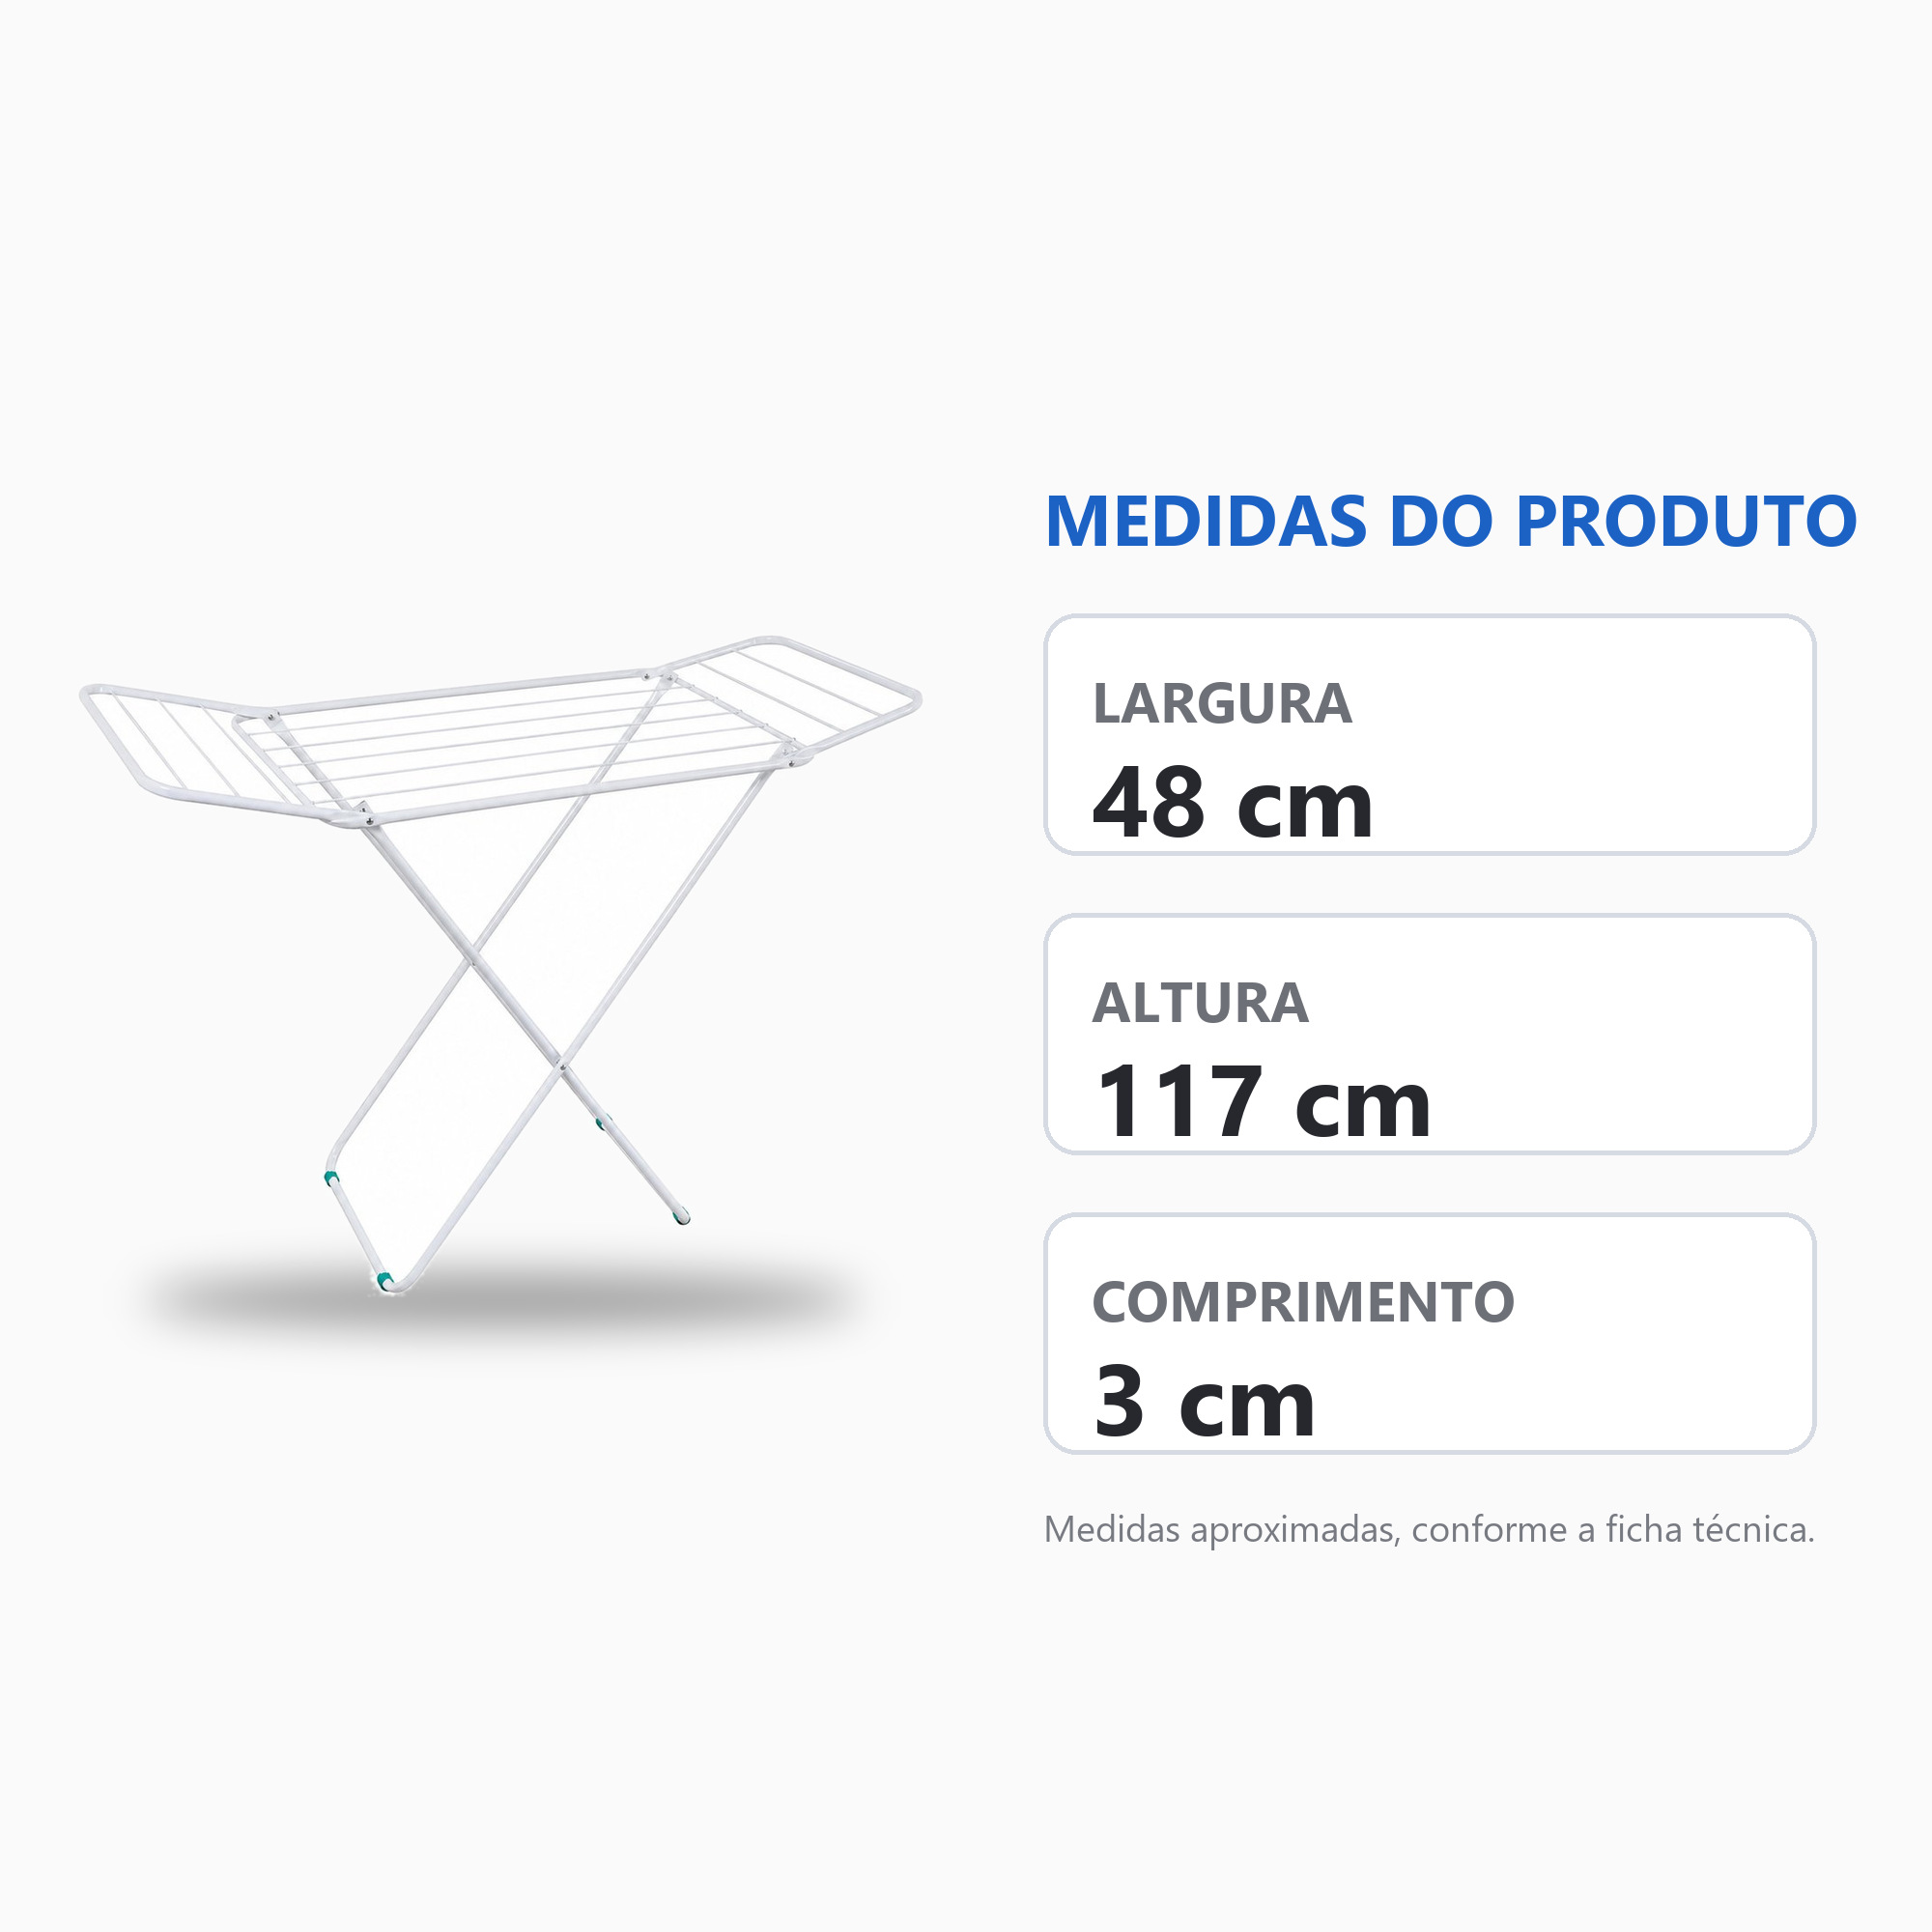 MEDIDAS DO PRODUTO
LARGURA
48 cm
ALTURA
117 cm
COMPRIMENTO
3 cm
Medidas aproximadas, conforme a ficha técnica.